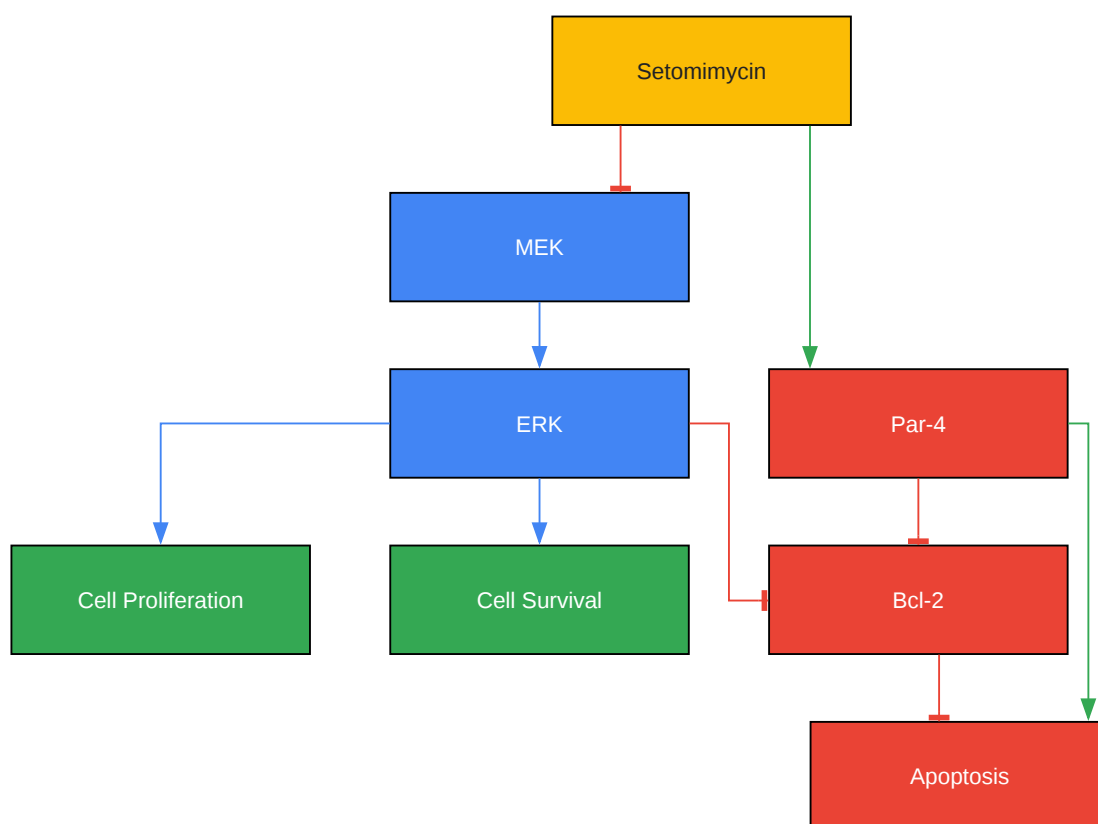 Setomimycin
MEK
ERK
Par-4
Cell Proliferation
Cell Survival
Bcl-2
Apoptosis